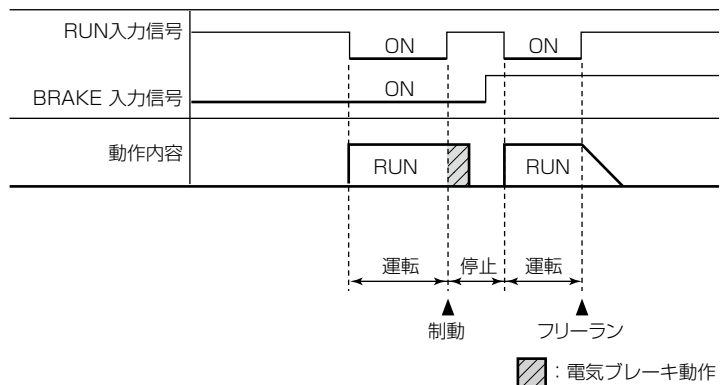 RUN入力信号
ON ON
BRAKE 入力信号
ON
動作内容
RUN RUN
運転 停止 運転
制動 フリーラン
：電気ブレーキ動作